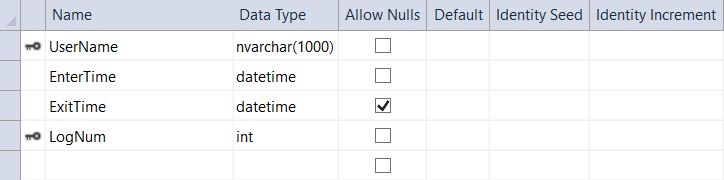 Name Data Type Allow Nulls Default Identity Seed Identity Increment
UserName nvarchar(1000)
EnterTime datetime
ExitTime datetime
LogNum int